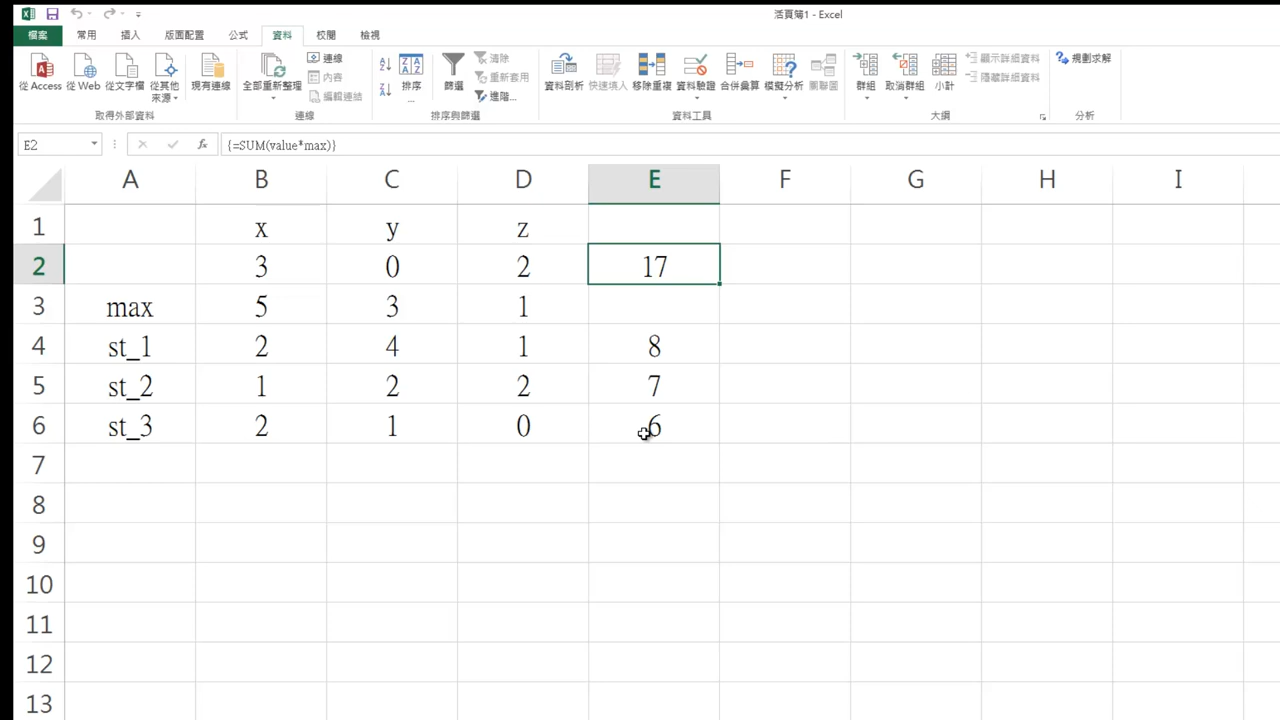 活頁簿1 - Excel
檔案 常用 插入 版面配置 公式 資料 校閱 檢視
從 Access 從 Web 從文字檔 從其他來源 現有連線 全部重新整理 連線 內容 編輯連結 排序 篩選 清除 重新套用 進階... 資料剖析 快速填入 移除重複 資料驗證 合併彙算 模擬分析 關聯圖 群組 取消群組 小計 顯示詳細資料 隱藏詳細資料 規劃求解
取得外部資料 連線 排序與篩選 資料工具 大綱 分析
E2 fx {=SUM(value*max)}
A B C D E F G H I
1 x y z
2 3 0 2 17
3 max 5 3 1
4 st_1 2 4 1 8
5 st_2 1 2 2 7
6 st_3 2 1 0 6
7
8
9
10
11
12
13